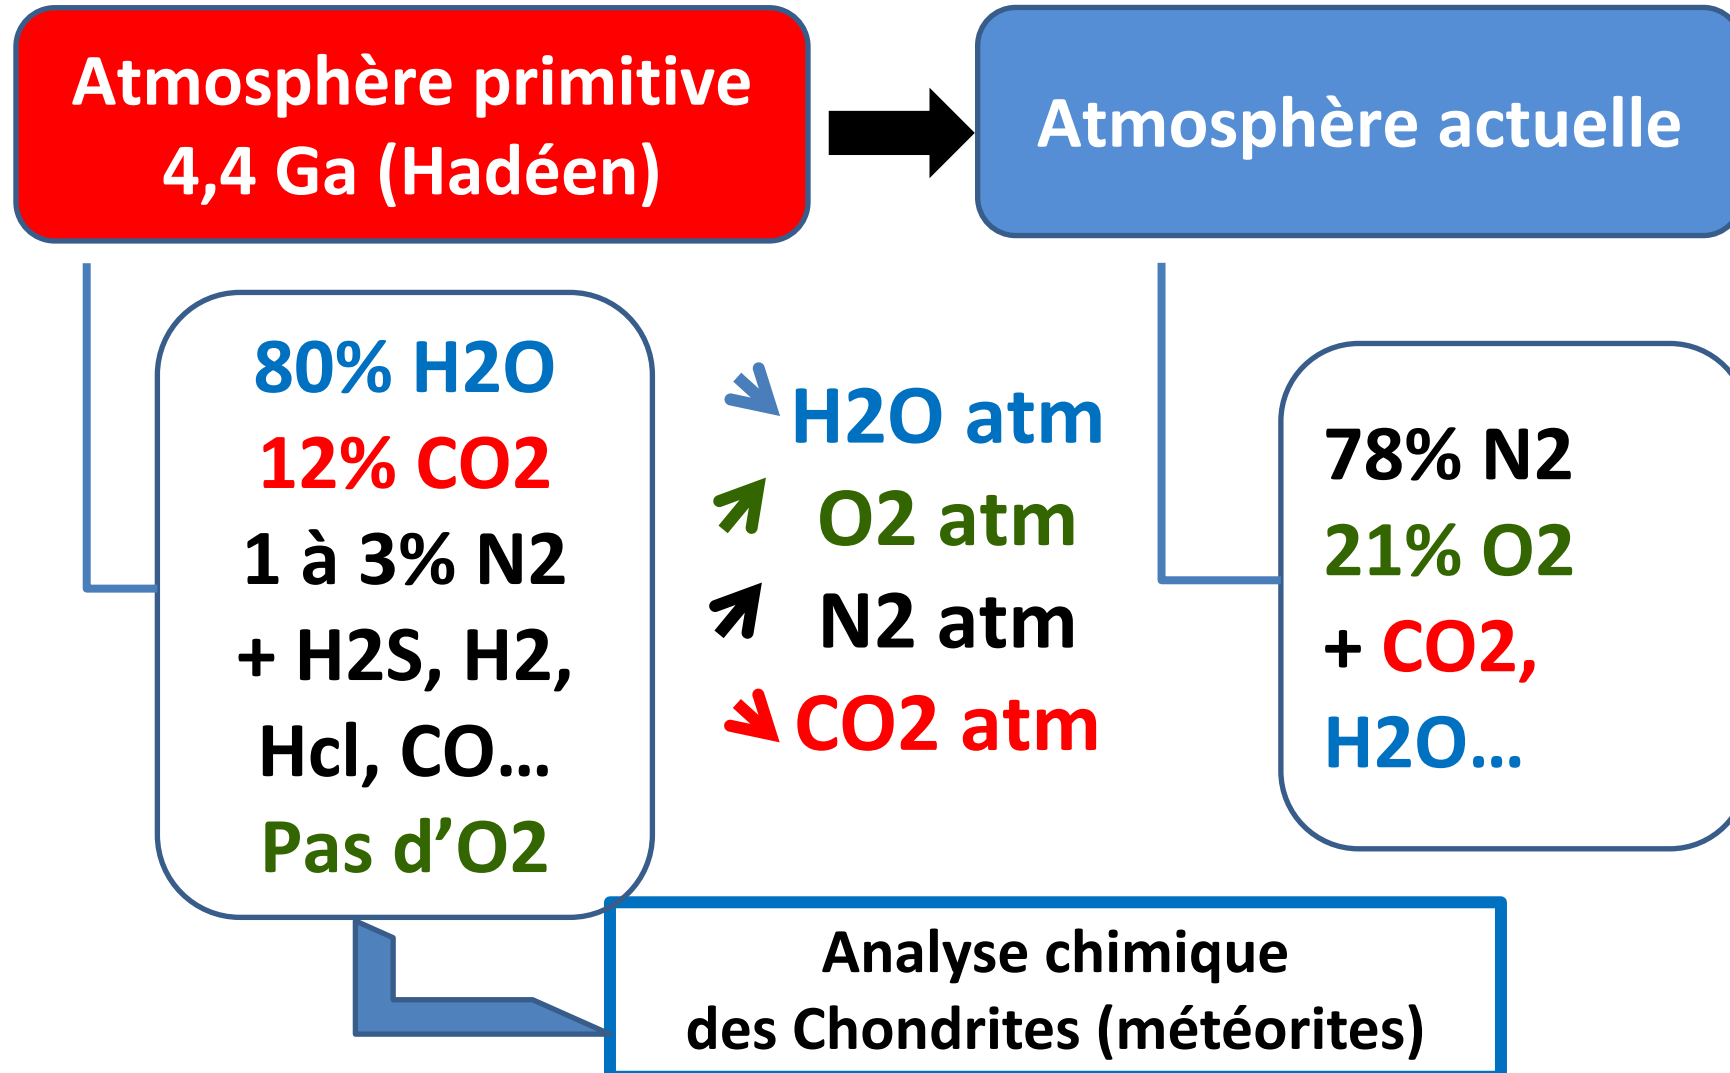 Atmosphère primitive
4,4 Ga (Hadéen)
Atmosphère actuelle
80% H2O
12% CO2
1 à 3% N2
+ H2S, H2,
Hcl, CO...
Pas d’O2
H2O atm
O2 atm
N2 atm
CO2 atm
78% N2
21% O2
+ CO2,
H2O...
Analyse chimique
des Chondrites (météorites)